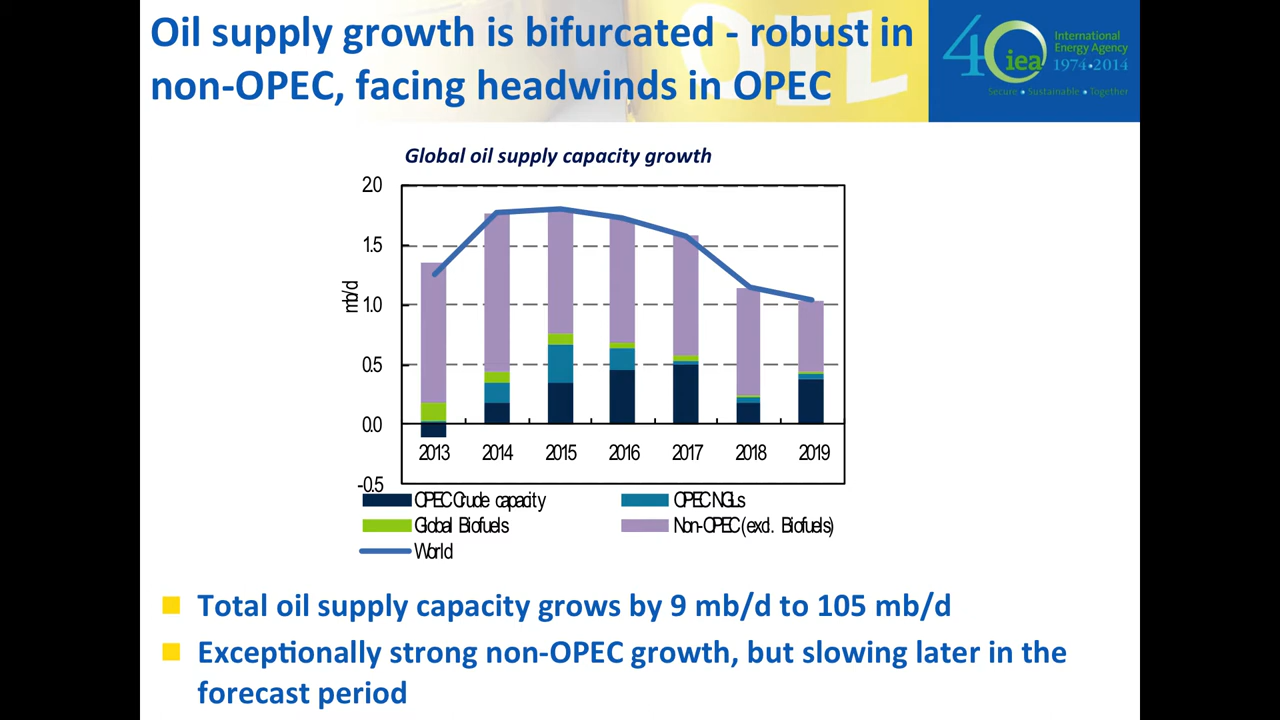 Oil supply growth is bifurcated - robust in
non-OPEC, facing headwinds in OPEC
OIL
40
iea
International
Energy Agency
1974•2014
Secure • Sustainable • Together
Global oil supply capacity growth
2.0
1.5
1.0
0.5
0.0
-0.5
mb/d
2013 2014 2015 2016 2017 2018 2019
OPEC Crude capacity
OPEC NGLs
Global Biofuels
Non-OPEC (excl. Biofuels)
World
Total oil supply capacity grows by 9 mb/d to 105 mb/d
Exceptionally strong non-OPEC growth, but slowing later in the
forecast period